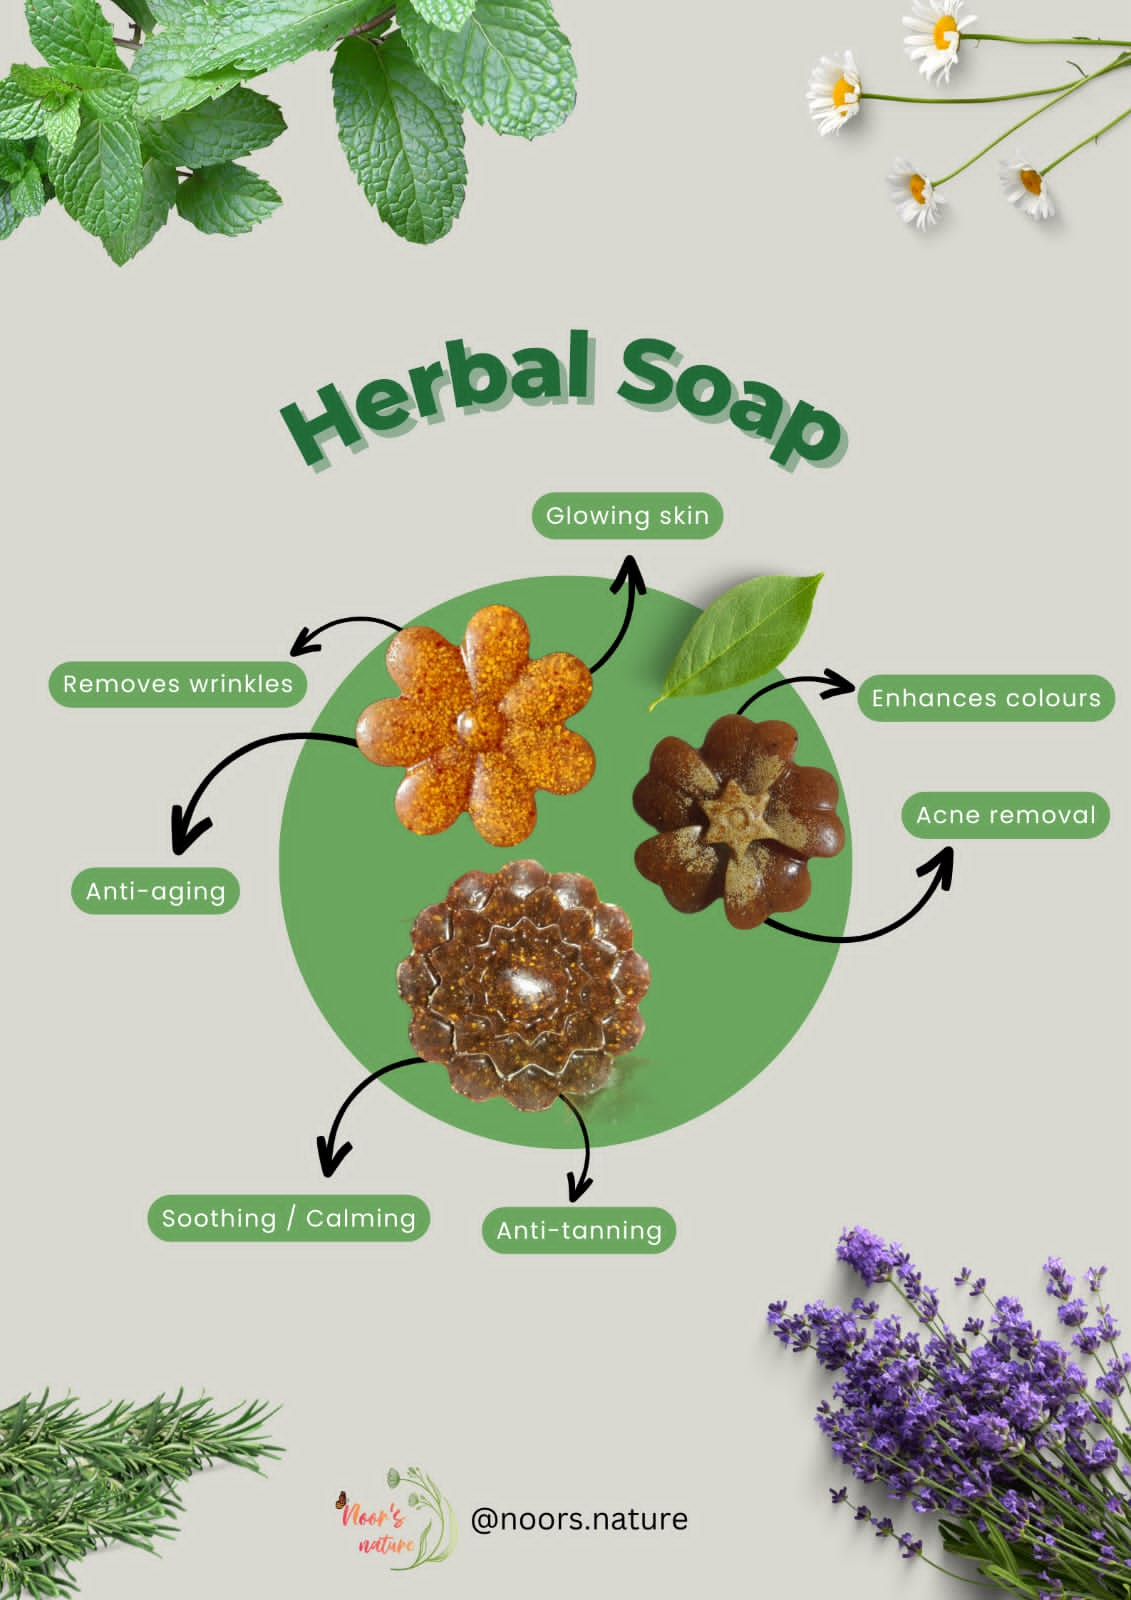 Herbal Soap
Glowing skin
Removes wrinkles
Enhances colours
Acne removal
Anti-aging
Soothing / Calming
Anti-tanning
Noor's
nature
@noors.nature